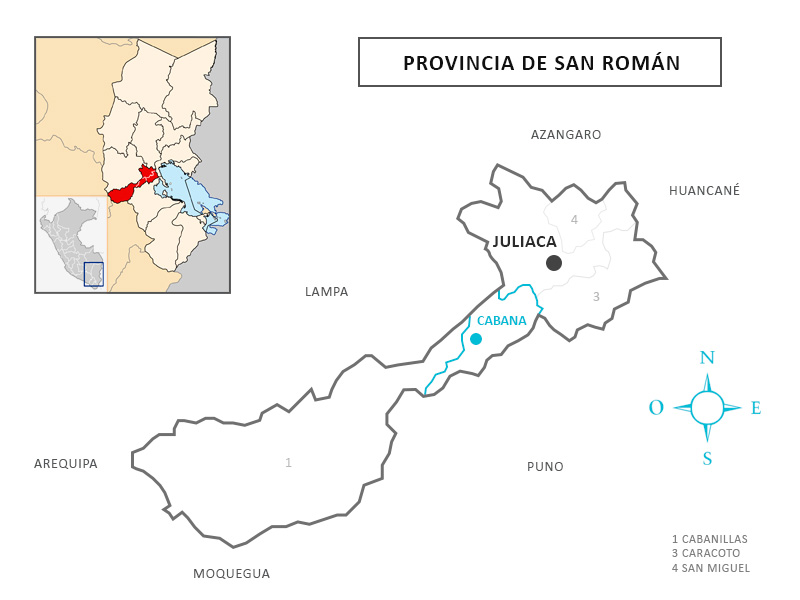 PROVINCIA DE SAN ROMÁN
AZANGARO
HUANCANÉ
4
JULIACA
LAMPA
3
CABANA
N
O
E
S
AREQUIPA
1
PUNO
MOQUEGUA
1 CABANILLAS
3 CARACOTO
4 SAN MIGUEL